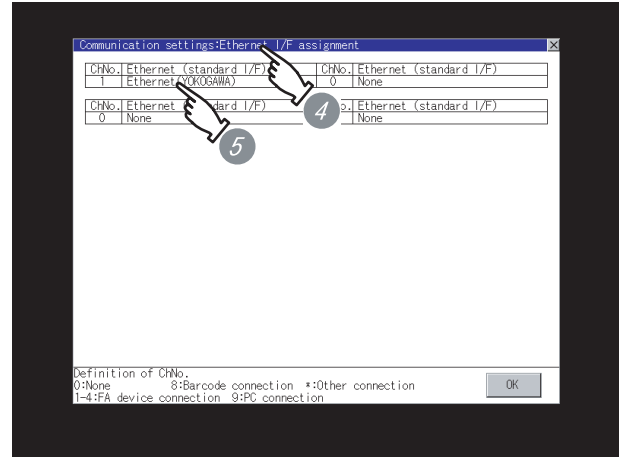 Communication settings:Ethernet I/F assignment
ChNo. Ethernet (standard I/F) ChNo. Ethernet (standard I/F)
1 Ethernet(YOKOGAWA) 0 None
ChNo. Ethernet I/F) Ethernet (standard I/F)
0 None None
4
5
Definition of ChNo.
0:None 8:Barcode connection *:Other connection
1-4:FA device connection 9:PC connection
OK